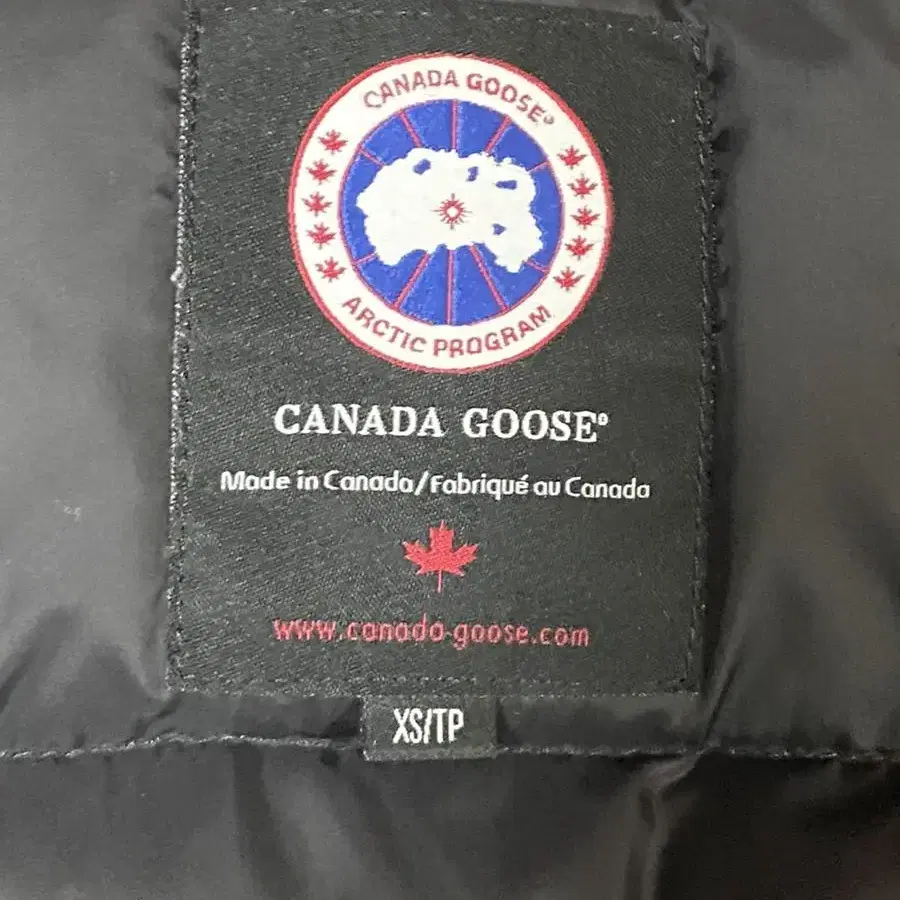 CANADA GOOSE®
ARCTIC PROGRAM
CANADA GOOSE®
Made in Canada/Fabriqué au Canada
www.canada-goose.com
XS/TP